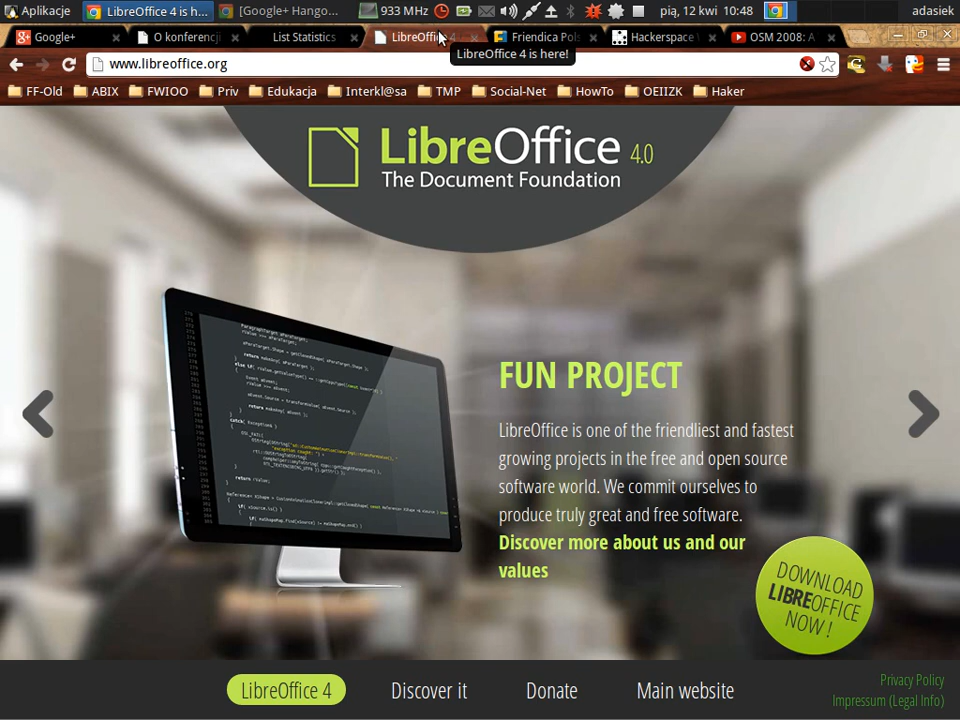 Aplikacje LibreOffice 4 is h... [Google+ Hango... 933 MHz pią, 12 kwi 10:48 adasiek
Google+ O konferencji List Statistics LibreOffice 4 Friendica Pols Hackerspace OSM 2008: A
LibreOffice 4 is here!
www.libreoffice.org
FF-Old ABIX FWIOO Priv Edukacja Interkl@sa TMP Social-Net HowTo OEIIZK Haker
LibreOffice 4.0
The Document Foundation
FUN PROJECT
LibreOffice is one of the friendliest and fastest
growing projects in the free and open source
software world. We commit ourselves to
produce truly great and free software.
Discover more about us and our
values
DOWNLOAD
LIBREOFFICE
NOW!
LibreOffice 4 Discover it Donate Main website
Privacy Policy
Impressum (Legal Info)